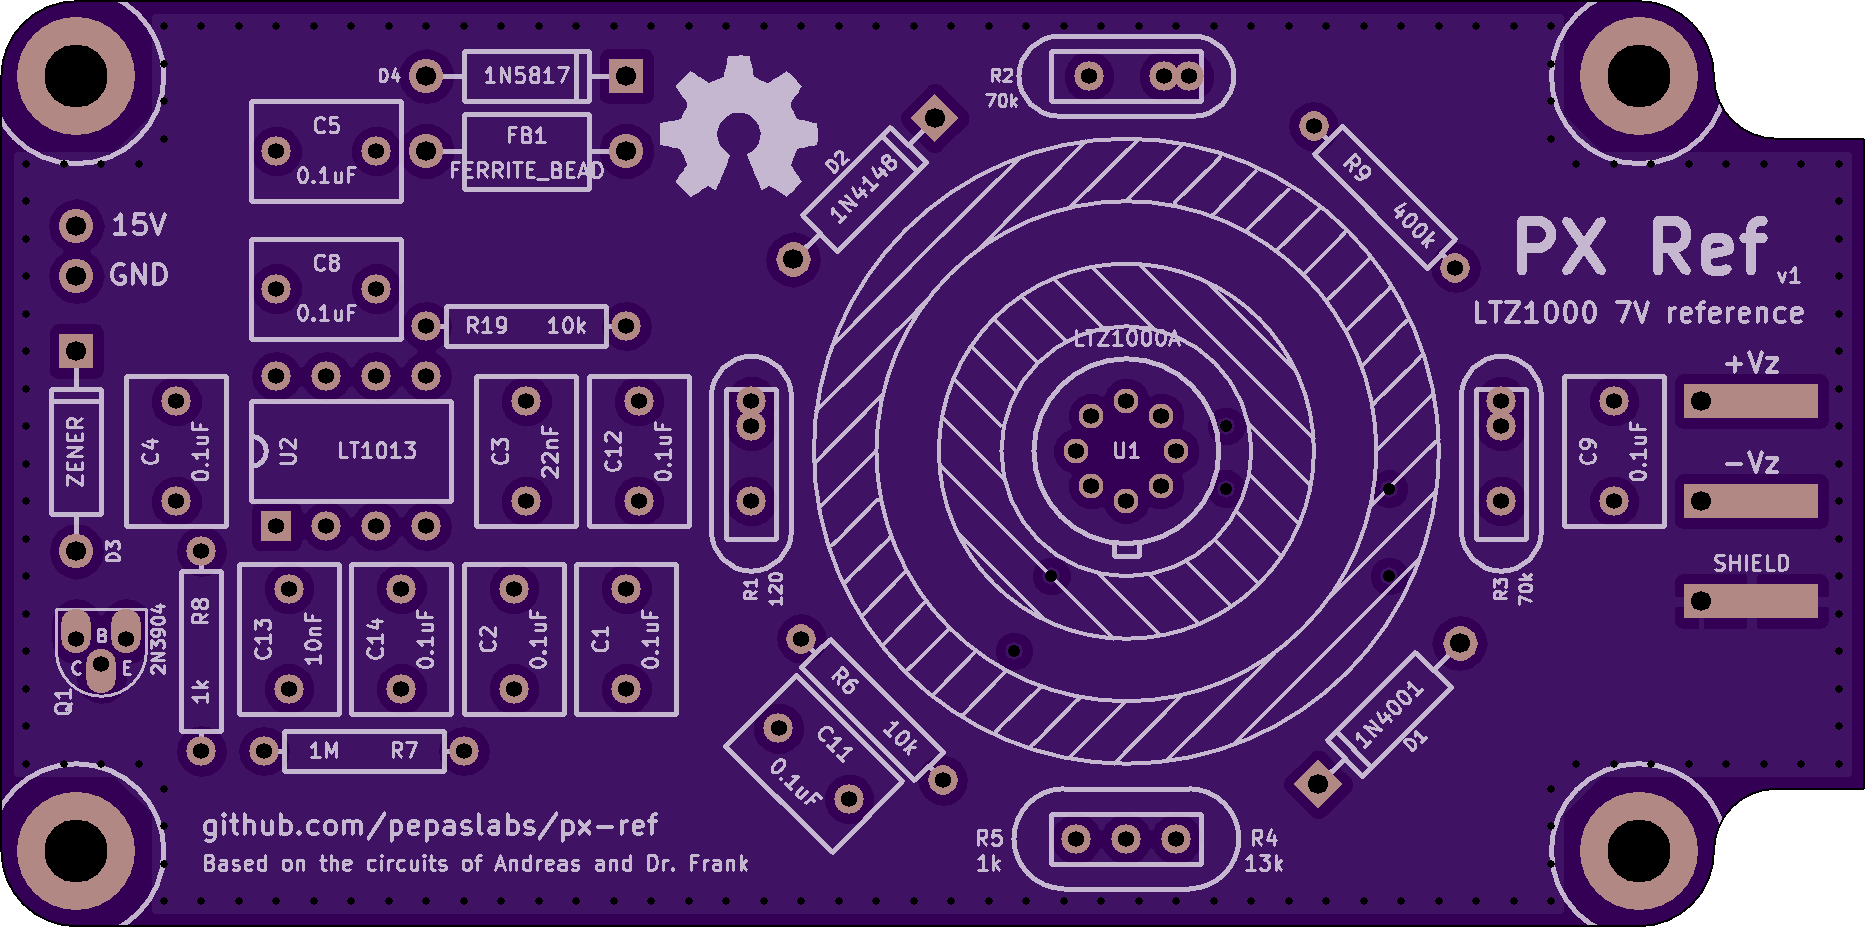 D4
1N5817
C5
0.1uF
FB1
FERRITE_BEAD
R2
70k
D2
1N4148
R9
400k
15V
GND
C8
0.1uF
R19 10k
PX Ref
v1
LTZ1000 7V reference
LTZ1000A
U1
+Vz
-Vz
SHIELD
ZENER
D3
C4
0.1uF
U2
LT1013
C3
22nF
C12
0.1uF
R1
120
R3
70k
C9
0.1uF
Q1
C
B
E
2N3904
R8
1k
C13
10nF
C14
0.1uF
C2
0.1uF
C1
0.1uF
1M R7
R6
10k
C11
0.1uF
1N4001
D1
R5
1k
R4
13k
github.com/pepaslabs/px-ref
Based on the circuits of Andreas and Dr. Frank